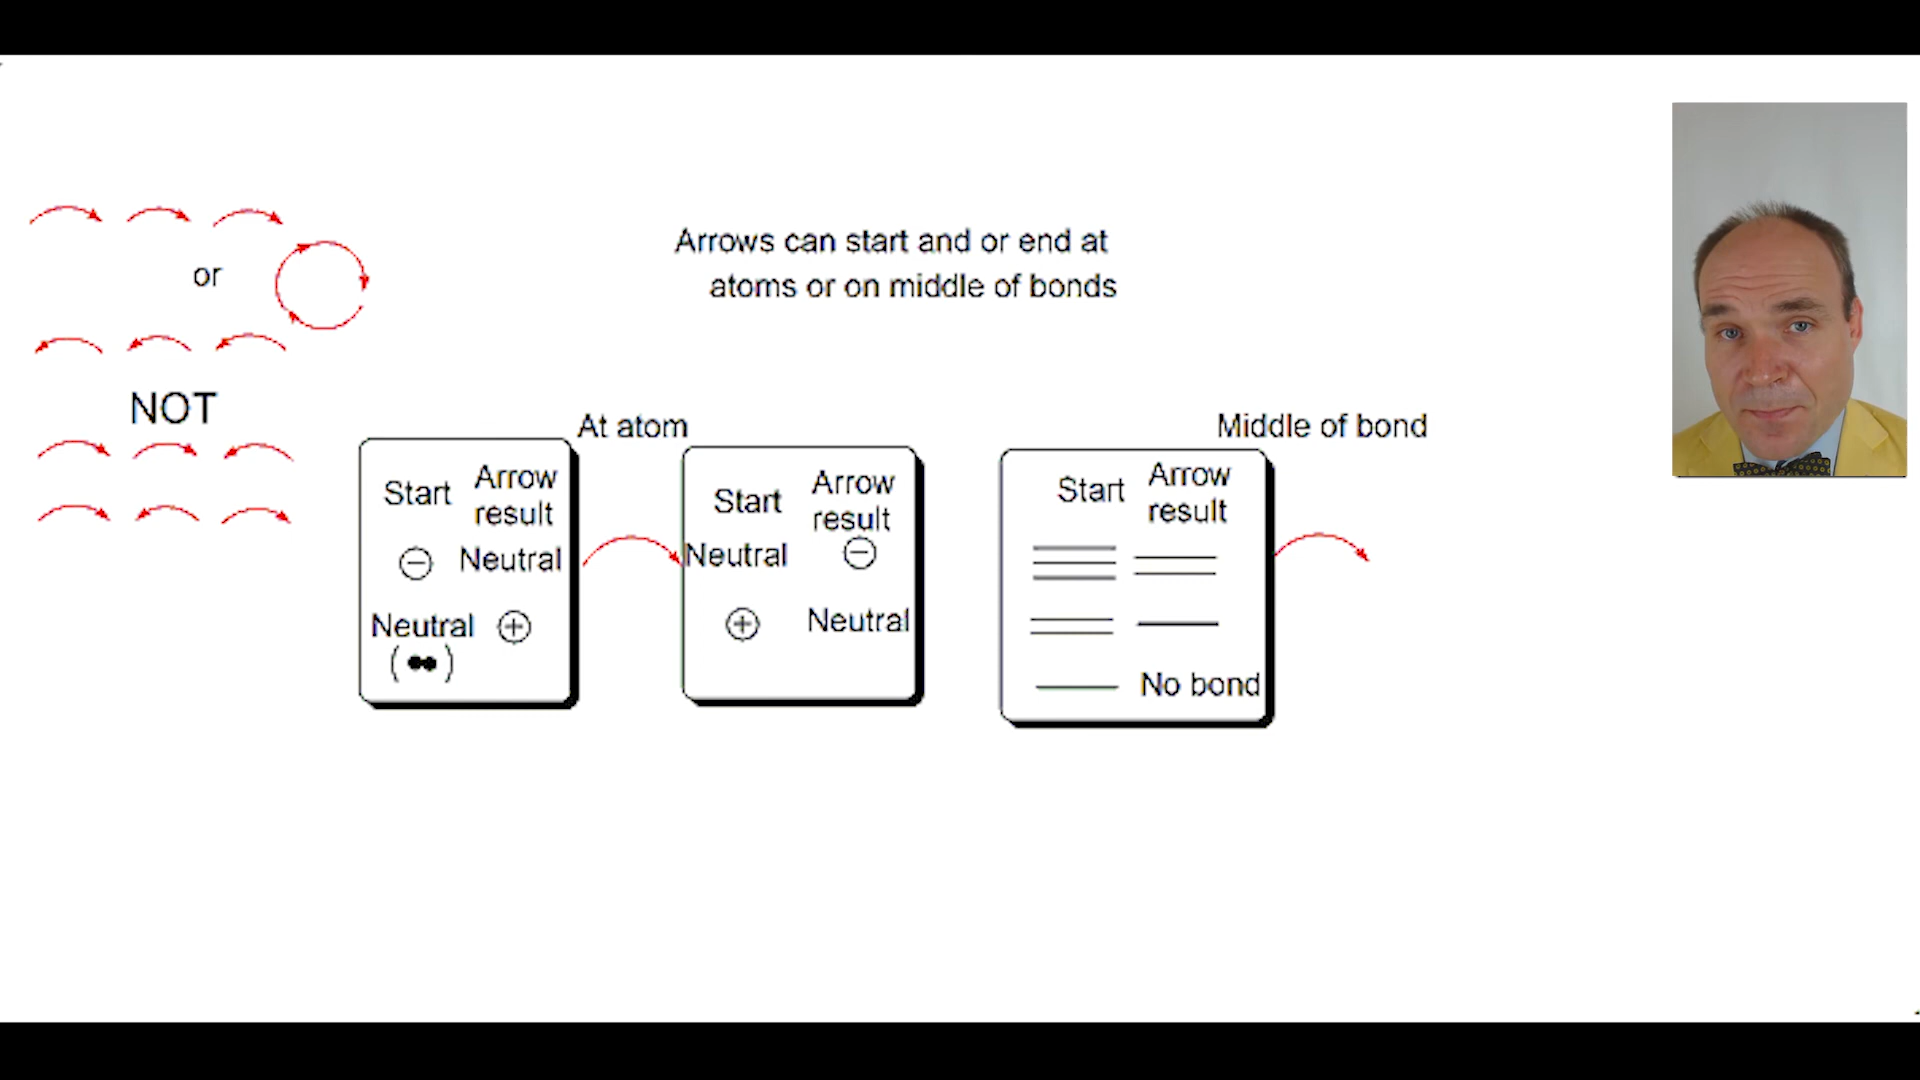 or
NOT
Arrows can start and or end at
atoms or on middle of bonds
At atom
Start Arrow
result
⊖ Neutral
Neutral ⊕
(●●)
Start Arrow
result
Neutral ⊖
⊕ Neutral
Middle of bond
Start Arrow
result
No bond